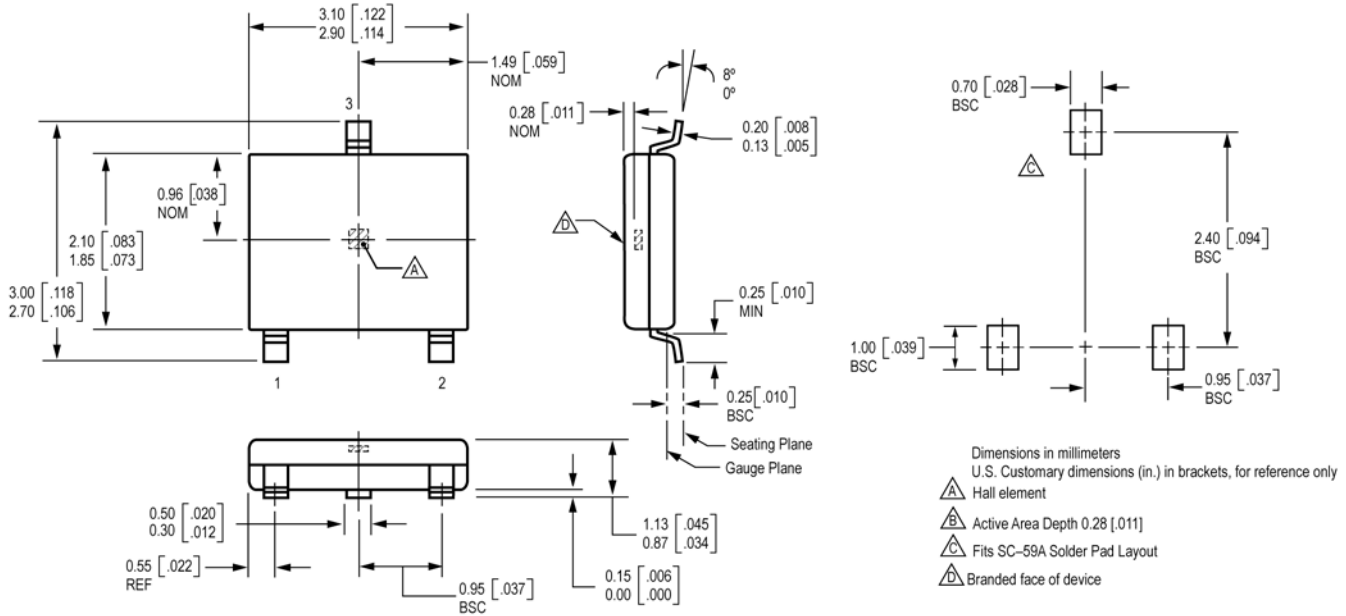 3.10 [.122]
2.90 [.114]
1.49 [.059]
NOM
3
0.96 [.038]
NOM
2.10 [.083]
1.85 [.073]
A
3.00 [.118]
2.70 [.106]
1
2
0.28 [.011]
NOM
8º
0º
0.20 [.008]
0.13 [.005]
D
0.25 [.010]
MIN
0.25 [.010]
BSC
Seating Plane
Gauge Plane
0.50 [.020]
0.30 [.012]
0.55 [.022]
REF
0.95 [.037]
BSC
1.13 [.045]
0.87 [.034]
0.15 [.006]
0.00 [.000]
0.70 [.028]
BSC
C
2.40 [.094]
BSC
1.00 [.039]
BSC
0.95 [.037]
BSC
Dimensions in millimeters
U.S. Customary dimensions (in.) in brackets, for reference only
A Hall element
B Active Area Depth 0.28 [.011]
C Fits SC–59A Solder Pad Layout
D Branded face of device